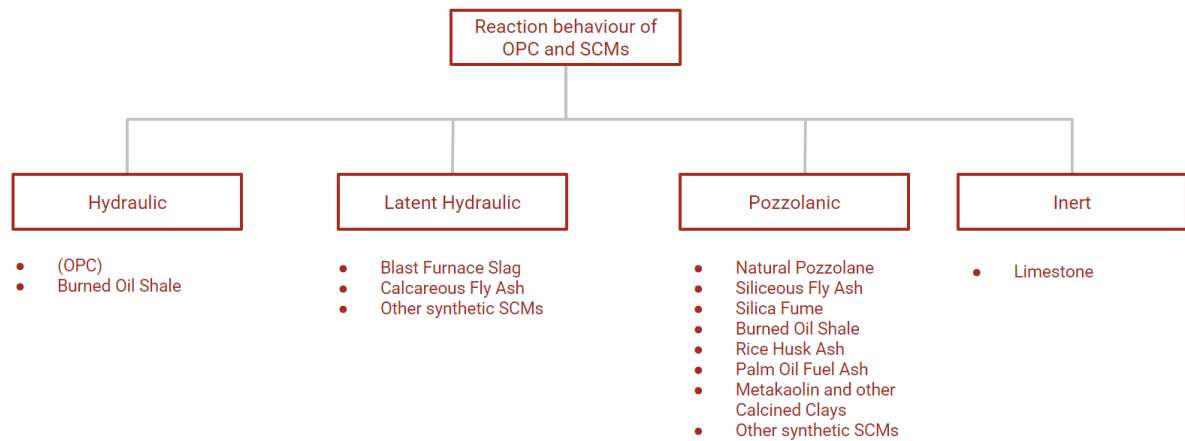 Reaction behaviour of
OPC and SCMs
Hydraulic
Latent Hydraulic
Pozzolanic
Inert
(OPC)
Burned Oil Shale
Blast Furnace Slag
Calcareous Fly Ash
Other synthetic SCMs
Natural Pozzolane
Siliceous Fly Ash
Silica Fume
Burned Oil Shale
Rice Husk Ash
Palm Oil Fuel Ash
Metakaolin and other
Calcined Clays
Other synthetic SCMs
Limestone